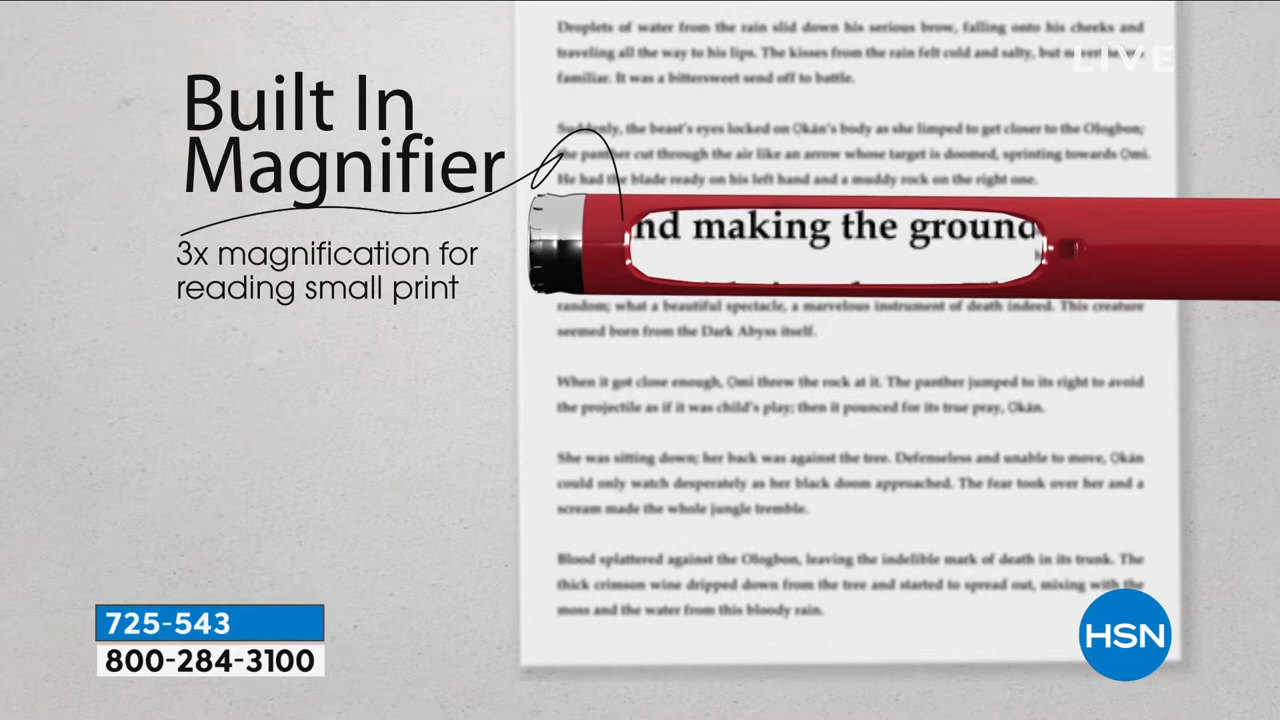 LIVE
Built In
Magnifier
3x magnification for
reading small print
Droplets of water from the rain slid down his serious brow, falling onto his cheeks and
traveling all the way to his lips. The kisses from the rain felt cold and salty, but
familiar. It was a bittersweet send off to battle.
Suddenly, the beast's eyes locked on Okán's body as she limped to get closer to the Ologbon;
the panther cut through the air like an arrow whose target is doomed, sprinting towards Omi.
He had the blade ready on his left hand and a muddy rock on the right one.
nd making the ground
random; what a beautiful spectacle, a marvelous instrument of death indeed. This creature
seemed born from the Dark Abyss itself.
When it got close enough, Omi threw the rock at it. The panther jumped to its right to avoid
the projectile as if it was child's play; then it pounced for its true pray, Okán.
She was sitting down; her back was against the tree. Defenseless and unable to move, Okán
could only watch desperately as her black doom approached. The fear took over her and a
scream made the whole jungle tremble.
Blood splattered against the Ologbon, leaving the indelible mark of death in its trunk. The
thick crimson wine dripped down from the tree and started to spread out, mixing with the
moss and the water from this bloody rain.
725-543
800-284-3100
HSN